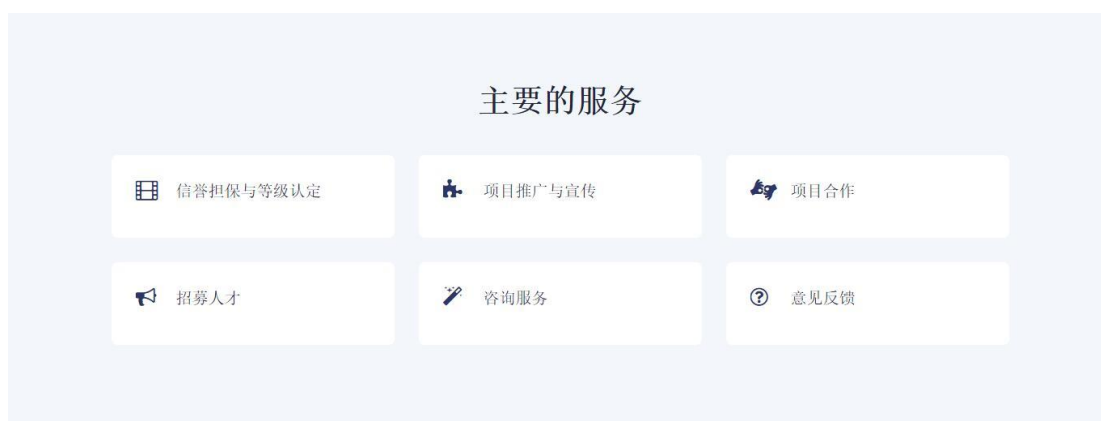 主要的服务
信誉担保与等级认定
项目推广与宣传
项目合作
招募人才
咨询服务
意见反馈